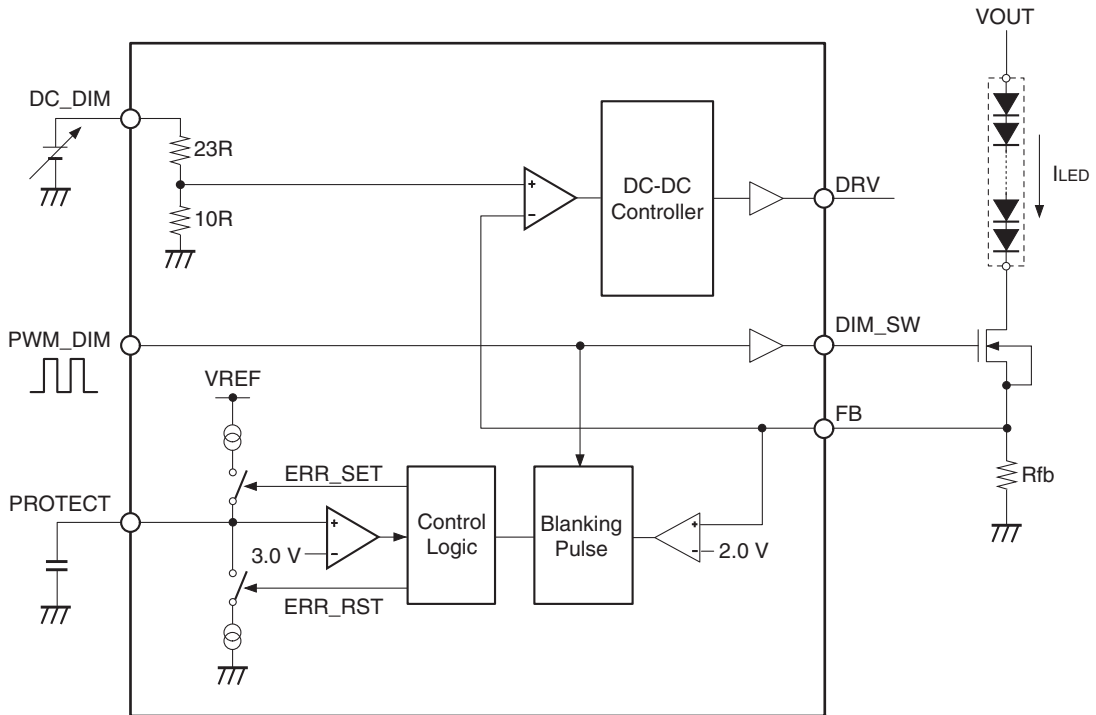 VOUT
DC_DIM
23R
10R
DC-DC
Controller
DRV
ILED
PWM_DIM
DIM_SW
VREF
FB
ERR_SET
Rfb
PROTECT
3.0 V
Control
Logic
Blanking
Pulse
2.0 V
ERR_RST
+
−
+
−
+
−